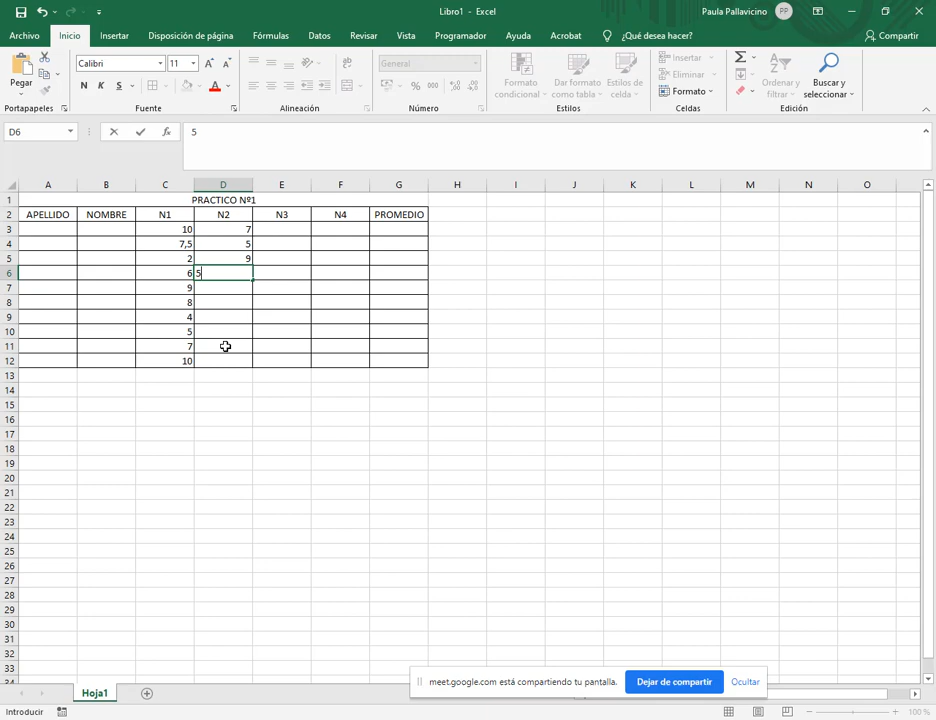 Libro1 - Excel
Paula Pallavicino PP
Archivo Inicio Insertar Disposición de página Fórmulas Datos Revisar Vista Programador Ayuda Acrobat ¿Qué desea hacer? Compartir
Calibri 11 General Insertar
Pegar N K S % 000 Formato condicional Dar formato como tabla Estilos de celda Eliminar Formato Ordenar y filtrar Buscar y seleccionar
Portapapeles Fuente Alineación Número Estilos Celdas Edición
D6 fx 5
A B C D E F G H I J K L M N O
1 PRACTICO Nº1
2 APELLIDO NOMBRE N1 N2 N3 N4 PROMEDIO
3 10 7
4 7,5 5
5 2 9
6 6 5
7 9
8 8
9 4
10 5
11 7
12 10
13
14
15
16
17
18
19
20
21
22
23
24
25
26
27
28
29
30
31
32
33
34
meet.google.com está compartiendo tu pantalla. Dejar de compartir Ocultar
Hoja1
Introducir 100 %